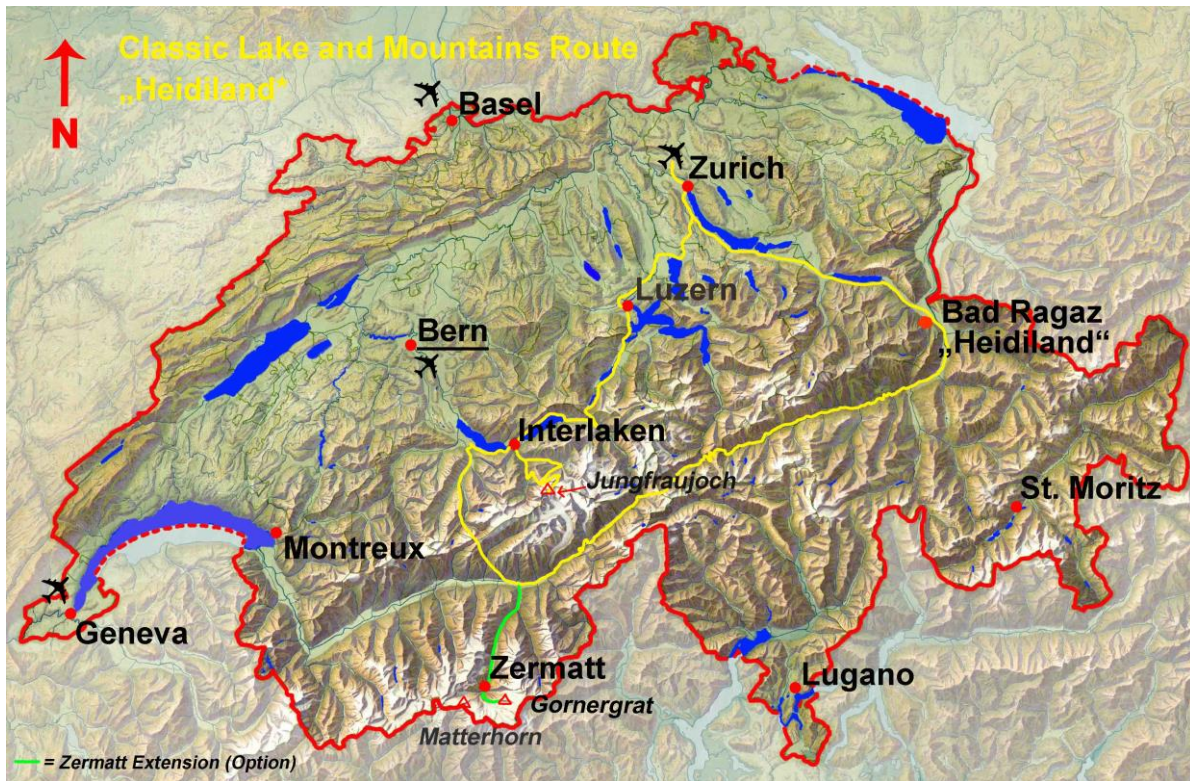 Classic Lake and Mountains Route
„Heidiland“
N
Basel
Zurich
Luzern
Bern
Bad Ragaz
„Heidiland“
Interlaken
Jungfraujoch
St. Moritz
Montreux
Geneva
Zermatt
Lugano
Gornergrat
Matterhorn
= Zermatt Extension (Option)